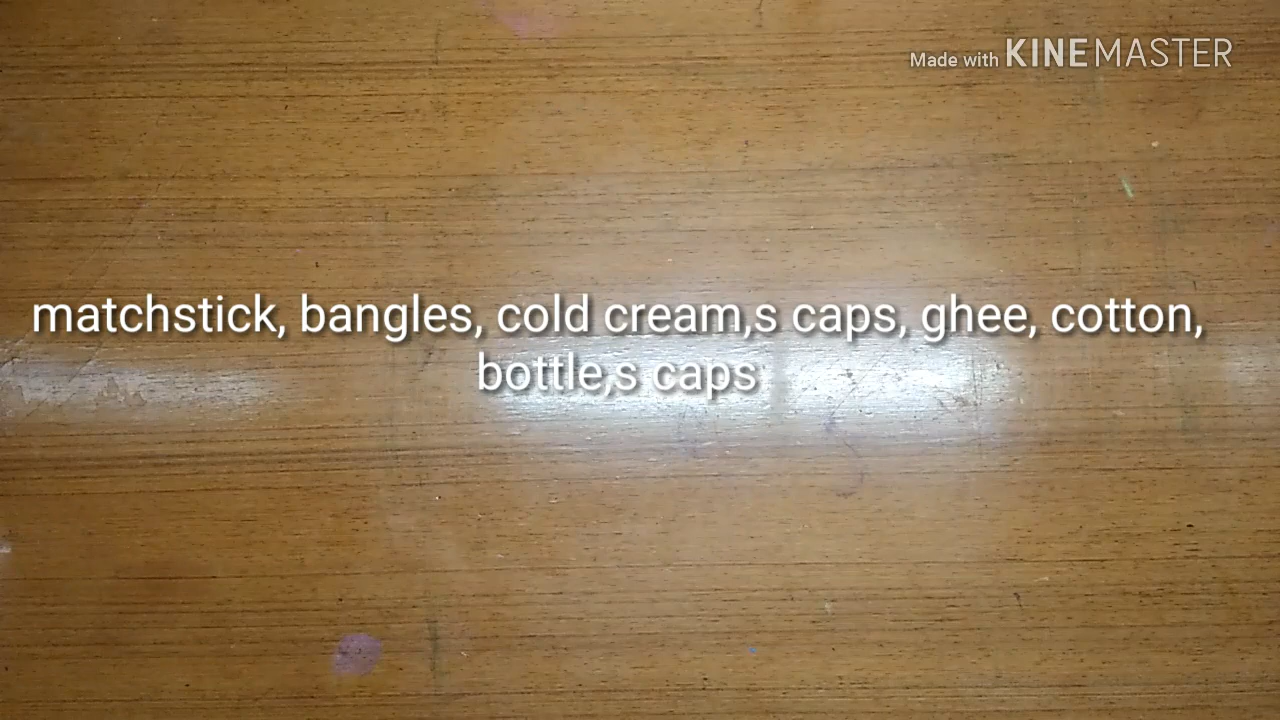 Made with KINEMASTER
matchstick, bangles, cold cream,s caps, ghee, cotton,
bottle,s caps